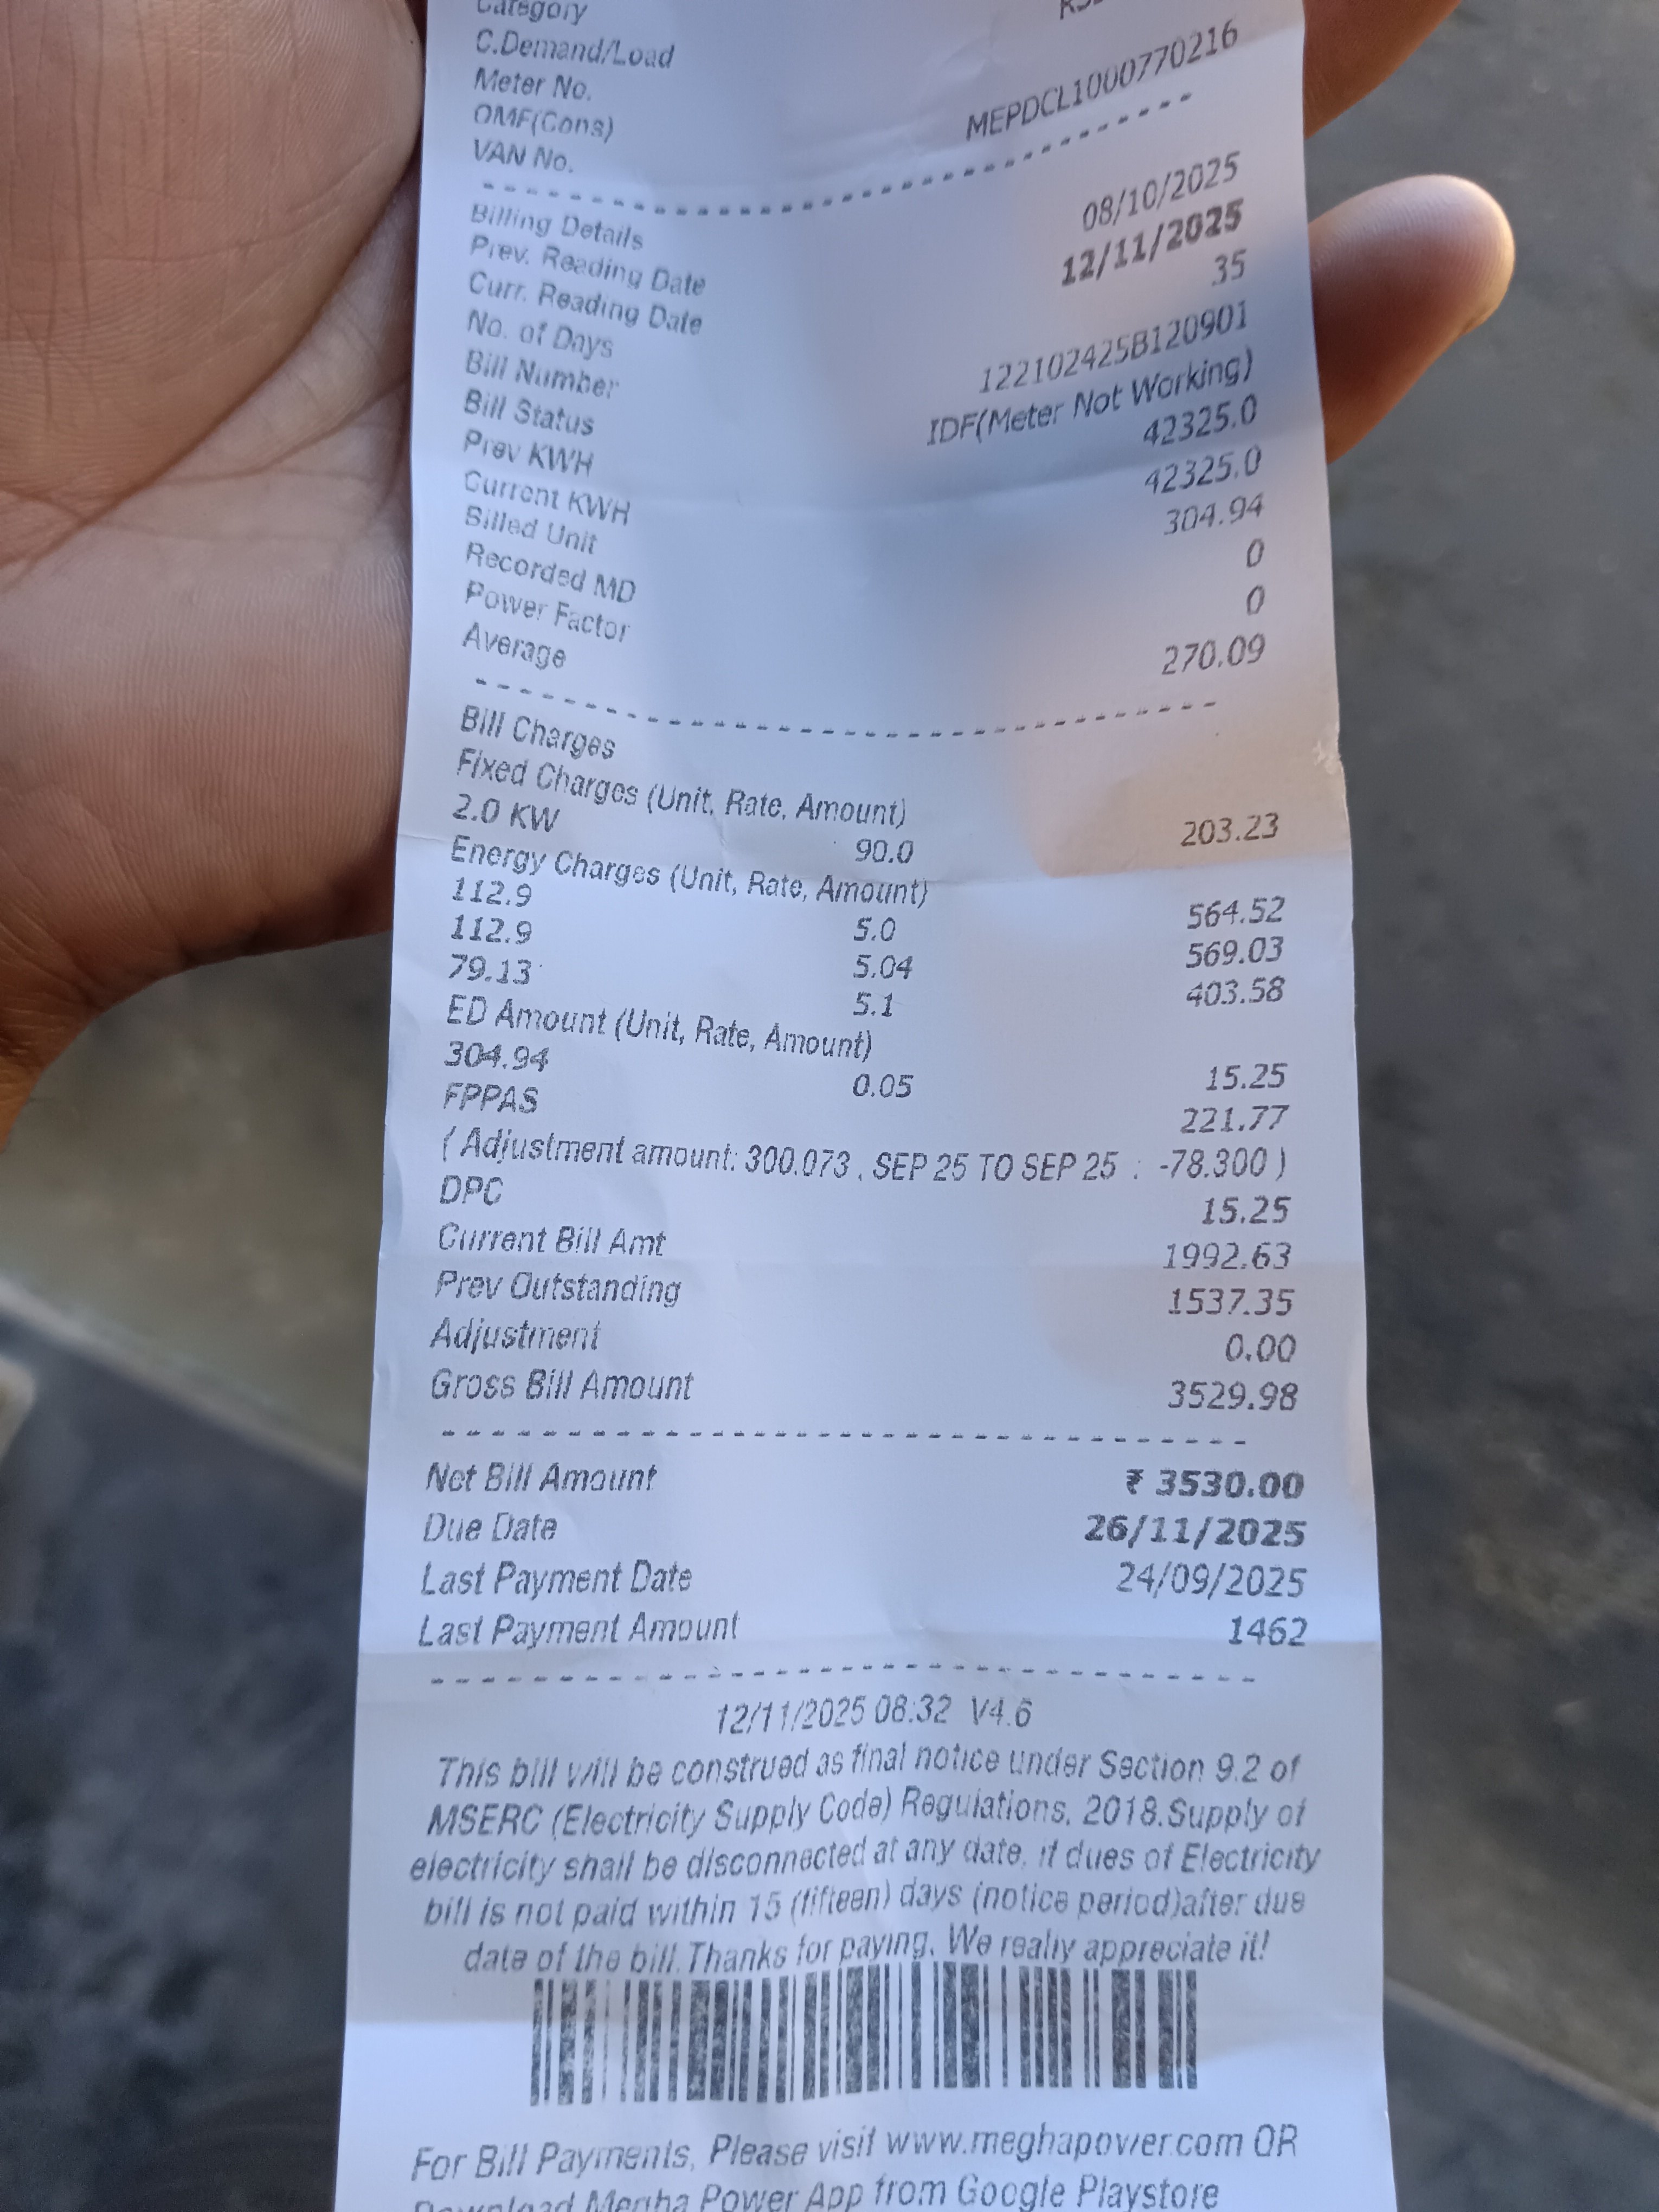 Category
C.Demand/Load
Meter No.
OMF(Cons)
VAN No. MEPDCL1000770216
Billing Details
Prev. Reading Date 08/10/2025
Curr. Reading Date 12/11/2025
No. of Days 35
Bill Number 122102425B120901
Bill Status IDF(Meter Not Working)
Prev KWH 42325.0
Current KWH 42325.0
Billed Unit 304.94
Recorded MD 0
Power Factor 0
Average 270.09
Bill Charges
Fixed Charges (Unit, Rate, Amount)
2.0 KW 90.0 203.23
Energy Charges (Unit, Rate, Amount)
112.9 5.0 564.52
112.9 5.04 569.03
79.13 5.1 403.58
ED Amount (Unit, Rate, Amount)
304.94 0.05 15.25
FPPAS 221.77
( Adjustment amount: 300.073 , SEP 25 TO SEP 25 : -78.300 )
DPC 15.25
Current Bill Amt 1992.63
Prev Outstanding 1537.35
Adjustment 0.00
Gross Bill Amount 3529.98
Net Bill Amount ₹ 3530.00
Due Date 26/11/2025
Last Payment Date 24/09/2025
Last Payment Amount 1462
12/11/2025 08:32 V4.6
This bill will be construed as final notice under Section 9.2 of
MSERC (Electricity Supply Code) Regulations, 2018.Supply of
electricity shall be disconnected at any date, if dues of Electricity
bill is not paid within 15 (fifteen) days (notice period)after due
date of the bill.Thanks for paying. We really appreciate it!
For Bill Payments, Please visit www.meghapower.com OR
Download Megha Power App from Google Playstore